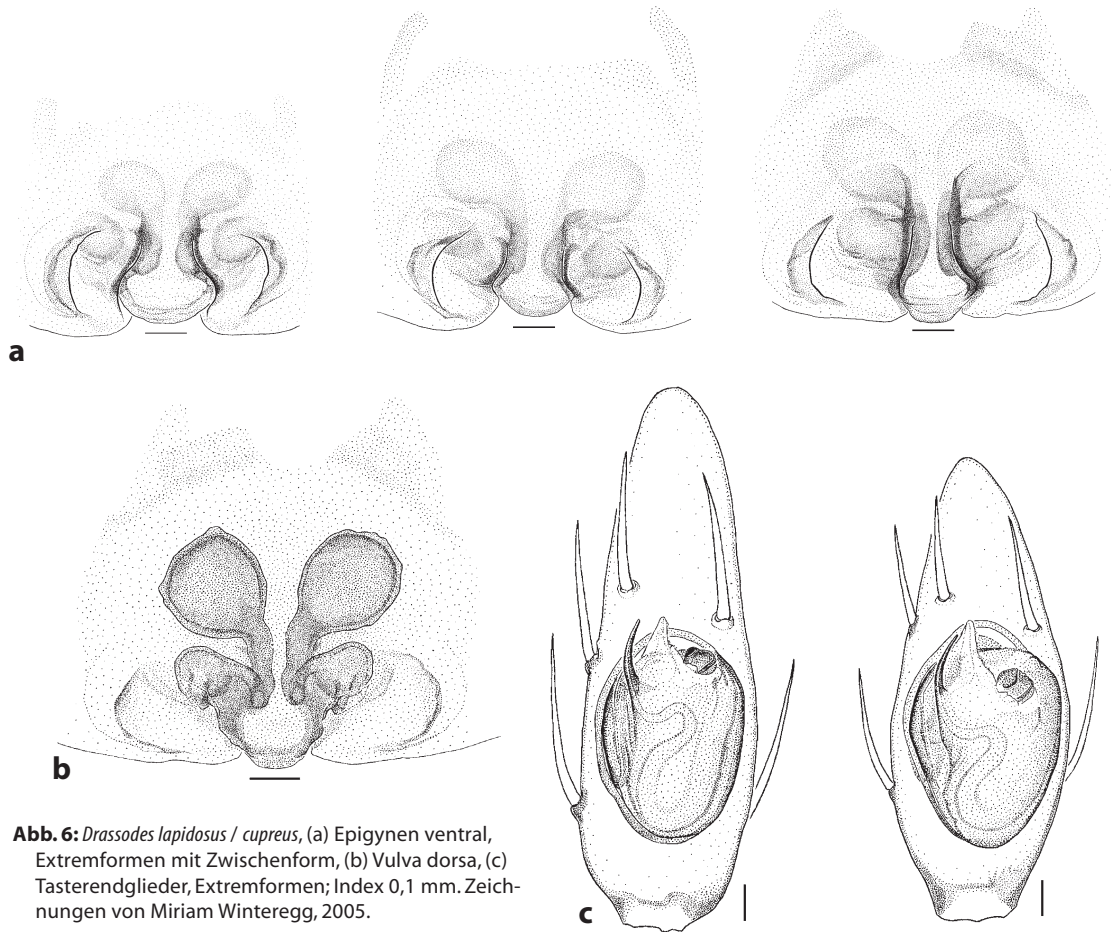 a
b
c
Abb. 6: Drassodes lapidosus / cupreus, (a) Epigynen ventral,
Extremformen mit Zwischenform, (b) Vulva dorsa, (c)
Tasterendglieder, Extremformen; Index 0,1 mm. Zeich-
nungen von Miriam Winteregg, 2005.